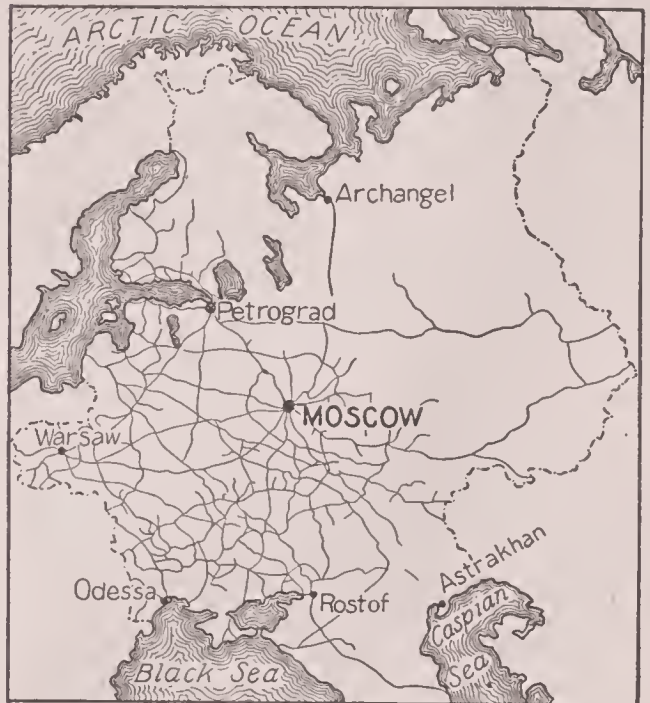 ARCTIC OCEAN
Archangel
Petrograd
MOSCOW
Warsaw
Astrakhan
Odessa
Rostof
Caspian
Sea
Black Sea